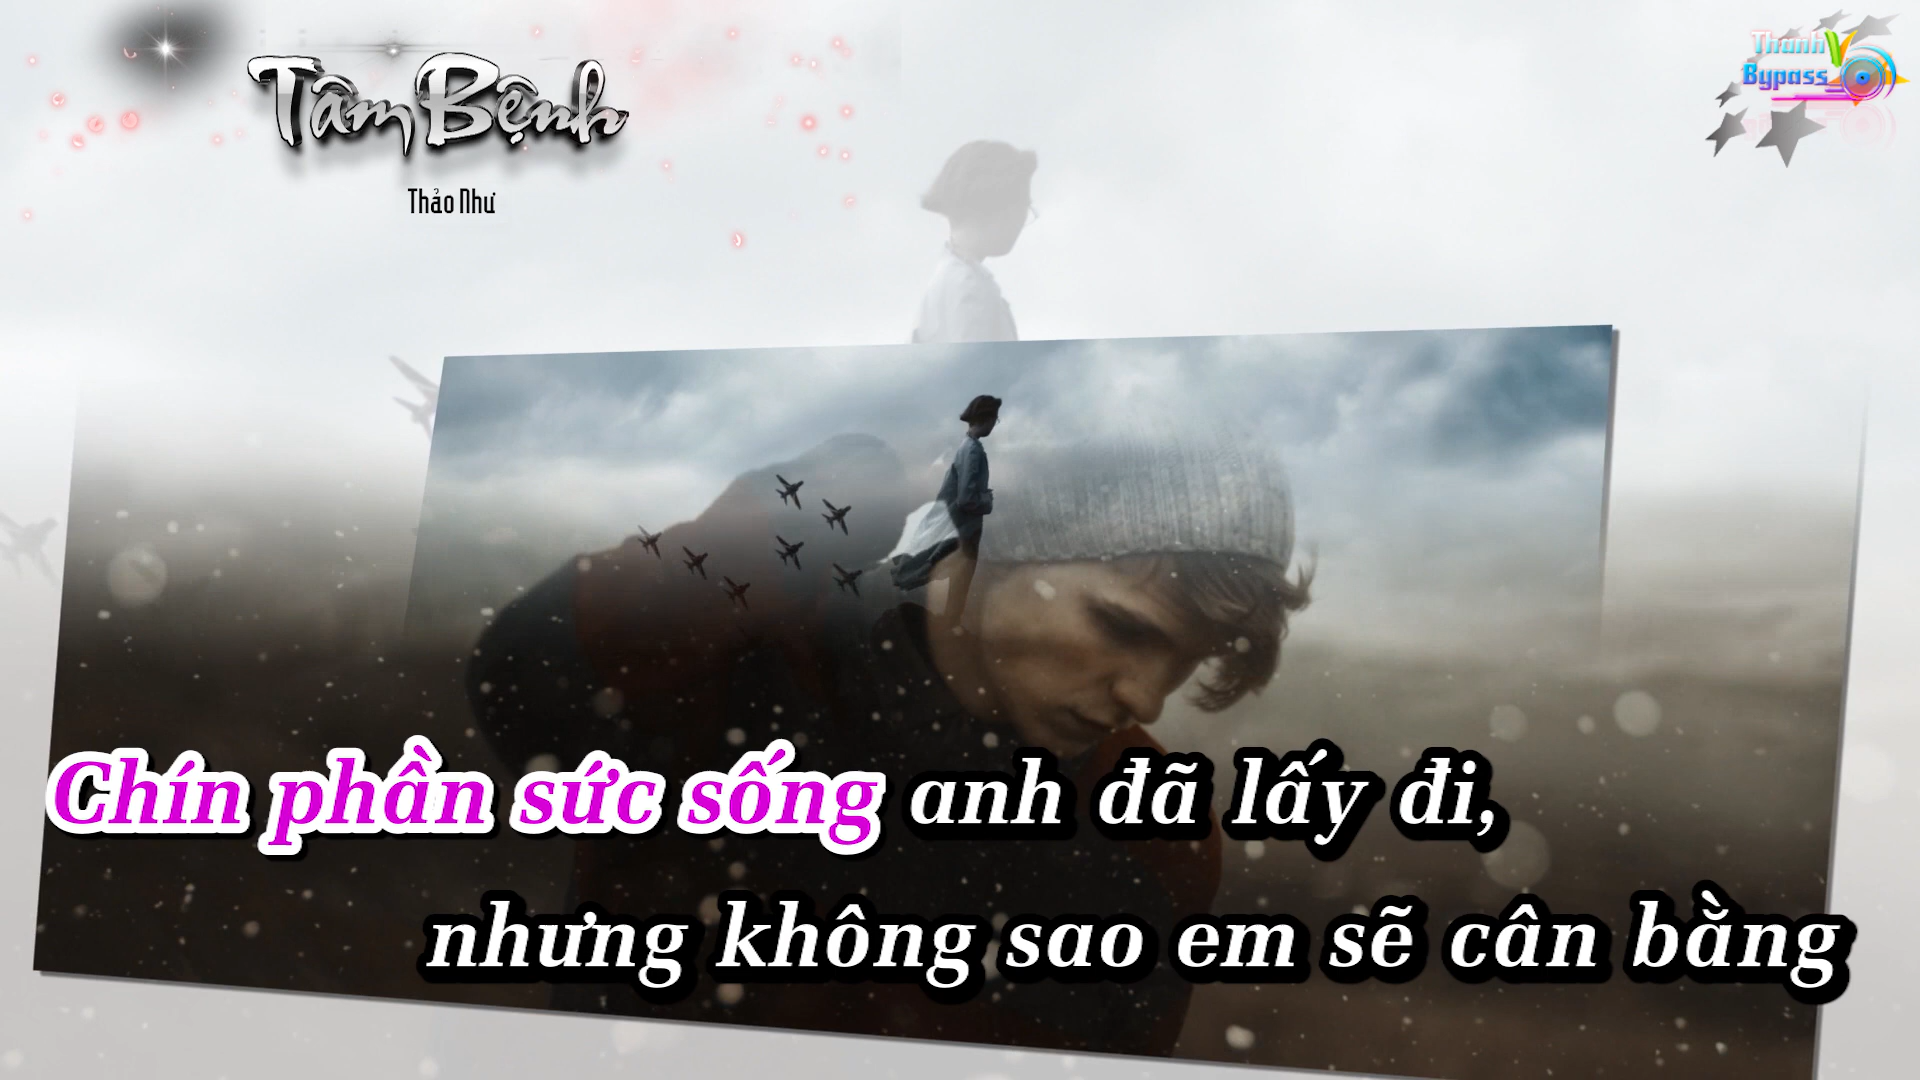 Tâm Bệnh
Thảo Như
Thanh V
Bypass
Chín phần sức sống anh đã lấy đi,
nhưng không sao em sẽ cân bằng